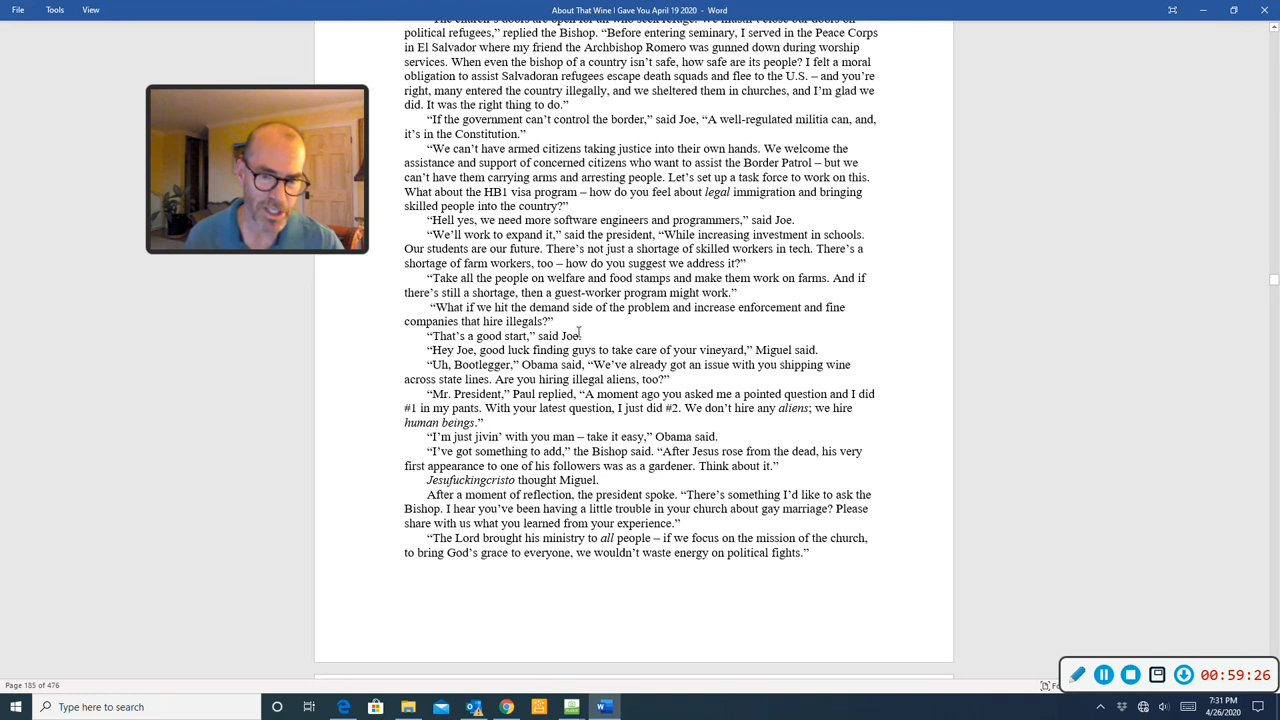 File
Tools
View
About That Wine I Gave You April 19 2020 - Word
“The church’s doors are open for all who seek refuge. We mustn’t close our doors on
political refugees,” replied the Bishop. “Before entering seminary, I served in the Peace Corps
in El Salvador where my friend the Archbishop Romero was gunned down during worship
services. When even the bishop of a country isn’t safe, how safe are its people? I felt a moral
obligation to assist Salvadoran refugees escape death squads and flee to the U.S. – and you’re
right, many entered the country illegally, and we sheltered them in churches, and I’m glad we
did. It was the right thing to do.”
“If the government can’t control the border,” said Joe, “A well-regulated militia can, and,
it’s in the Constitution.”
“We can’t have armed citizens taking justice into their own hands. We welcome the
assistance and support of concerned citizens who want to assist the Border Patrol – but we
can’t have them carrying arms and arresting people. Let’s set up a task force to work on this.
What about the HB1 visa program – how do you feel about legal immigration and bringing
skilled people into the country?”
“Hell yes, we need more software engineers and programmers,” said Joe.
“We’ll work to expand it,” said the president, “While increasing investment in schools.
Our students are our future. There’s not just a shortage of skilled workers in tech. There’s a
shortage of farm workers, too – how do you suggest we address it?”
“Take all the people on welfare and food stamps and make them work on farms. And if
there’s still a shortage, then a guest-worker program might work.”
“What if we hit the demand side of the problem and increase enforcement and fine
companies that hire illegals?”
“That’s a good start,” said Joe.
“Hey Joe, good luck finding guys to take care of your vineyard,” Miguel said.
“Uh, Bootlegger,” Obama said, “We’ve already got an issue with you shipping wine
across state lines. Are you hiring illegal aliens, too?”
“Mr. President,” Paul replied, “A moment ago you asked me a pointed question and I did
#1 in my pants. With your latest question, I just did #2. We don’t hire any aliens; we hire
human beings.”
“I’m just jivin’ with you man – take it easy,” Obama said.
“I’ve got something to add,” the Bishop said. “After Jesus rose from the dead, his very
first appearance to one of his followers was as a gardener. Think about it.”
Jesufuckingcristo thought Miguel.
After a moment of reflection, the president spoke. “There’s something I’d like to ask the
Bishop. I hear you’ve been having a little trouble in your church about gay marriage? Please
share with us what you learned from your experience.”
“The Lord brought his ministry to all people – if we focus on the mission of the church,
to bring God’s grace to everyone, we wouldn’t waste energy on political fights.”
00:59:26
Page 185 of 476
Type here to search
7:31 PM
4/26/2020